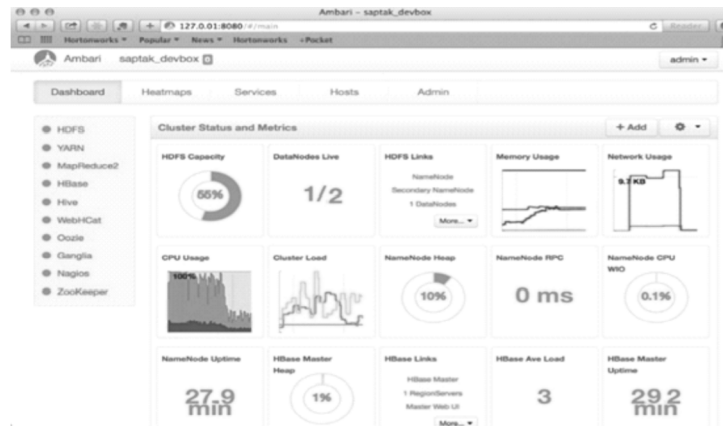 Ambari – saptak_devbox
127.0.01:8080/#/main
Reader
Hortonworks Popular News Hortonworks +Pocket
Ambari saptak_devbox 0
admin
Dashboard Heatmaps Services Hosts Admin
HDFS
YARN
MapReduce2
HBase
Hive
WebHCat
Oozie
Ganglia
Nagios
ZooKeeper
Cluster Status and Metrics
+ Add
HDFS Capacity
55%
DataNodes Live
1/2
HDFS Links
NameNode
Secondary NameNode
1 DataNodes
More...
Memory Usage
Network Usage
9.7 KB
CPU Usage
100%
Cluster Load
NameNode Heap
10%
NameNode RPC
0 ms
NameNode CPU
WIO
0.1%
NameNode Uptime
27.9
min
HBase Master
Heap
1%
HBase Links
HBase Master
1 RegionServers
Master Web UI
More...
HBase Ave Load
3
HBase Master
Uptime
29.2
min